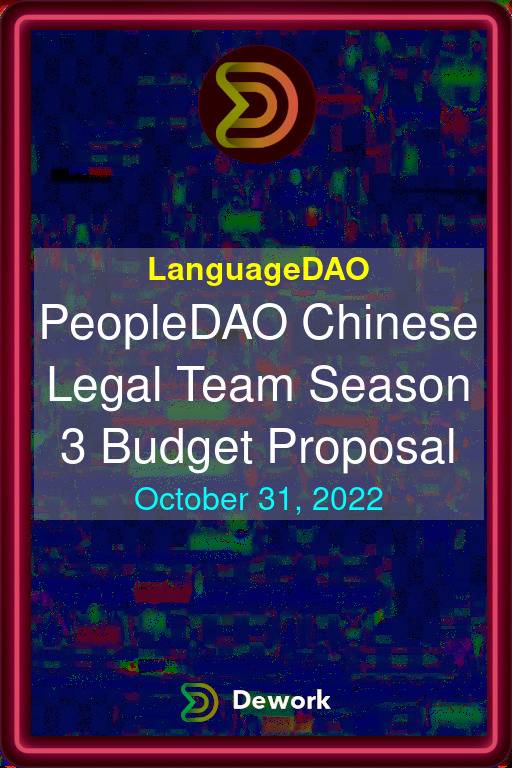 LanguageDAO
PeopleDAO Chinese
Legal Team Season
3 Budget Proposal
October 31, 2022
Dework